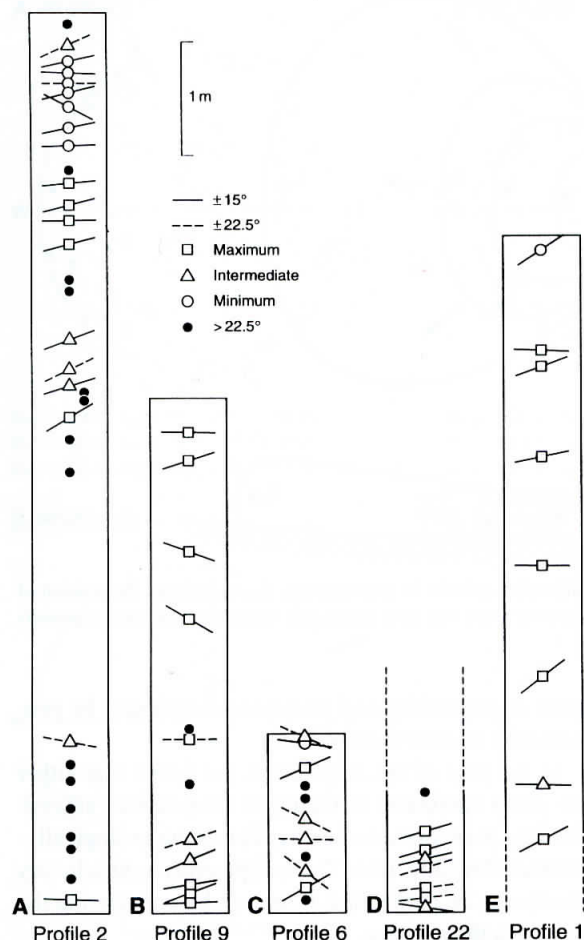 1 m
±15°
±22.5°
Maximum
Intermediate
Minimum
>22.5°
A B C D E
Profile 2 Profile 9 Profile 6 Profile 22 Profile 1